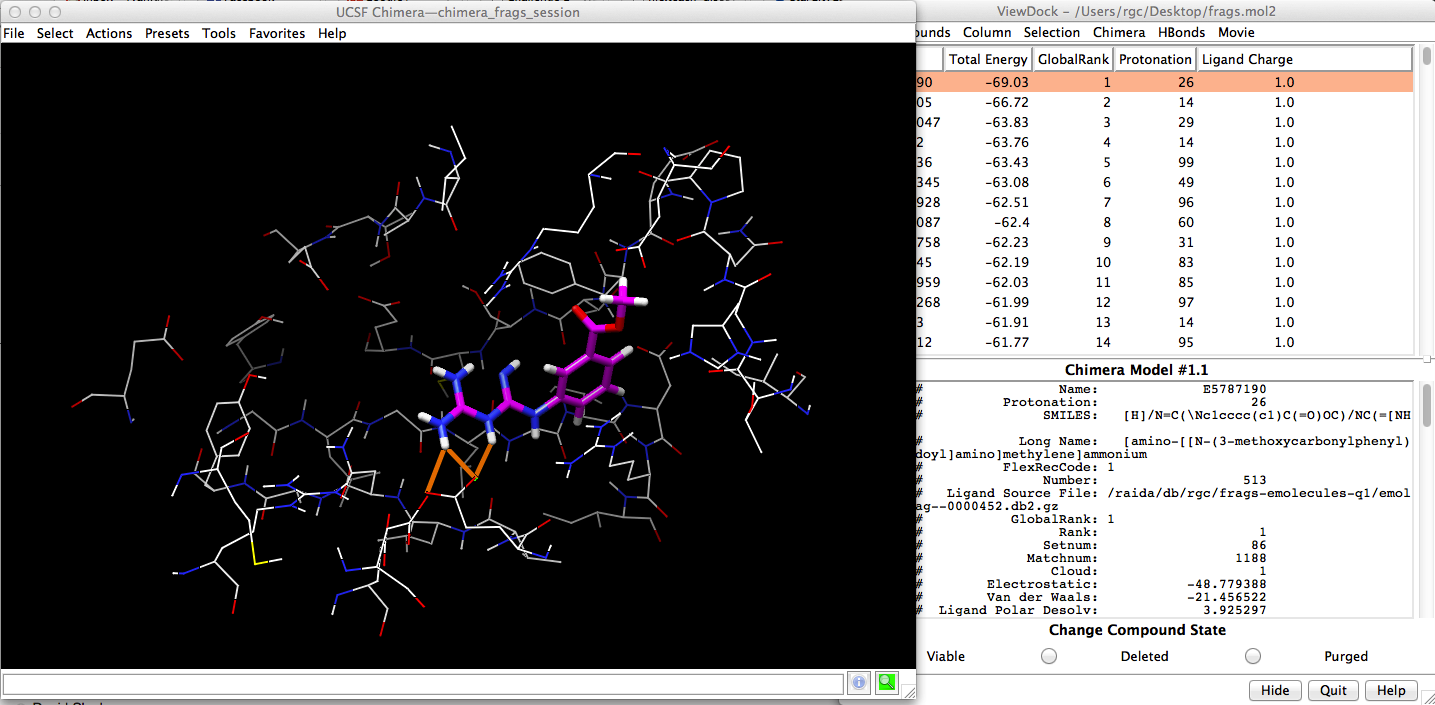 UCSF Chimera—chimera_frags_session
File Select Actions Presets Tools Favorites Help
ViewDock - /Users/rgc/Desktop/frags.mol2
ounds Column Selection Chimera HBonds Movie
Total Energy GlobalRank Protonation Ligand Charge
90 -69.03 1 26 1.0
05 -66.72 2 14 1.0
047 -63.83 3 29 1.0
2 -63.76 4 14 1.0
36 -63.43 5 99 1.0
345 -63.08 6 49 1.0
928 -62.51 7 96 1.0
087 -62.4 8 60 1.0
758 -62.23 9 31 1.0
45 -62.19 10 83 1.0
959 -62.03 11 85 1.0
268 -61.99 12 97 1.0
3 -61.91 13 14 1.0
12 -61.77 14 95 1.0
Chimera Model #1.1
# Name: E5787190
# Protonation: 26
# SMILES: [H]/N=C(\Nc1cccc(c1)C(=O)OC)/NC(=[NH
# Long Name: [amino-[[N-(3-methoxycarbonylphenyl)
doyl]amino]methylene]ammonium
# FlexRecCode: 1
# Number: 513
# Ligand Source File: /raida/db/rgc/frags-emolecules-q1/emol
ag--0000452.db2.gz
# GlobalRank: 1
# Rank: 1
# Setnum: 86
# Matchnum: 1188
# Cloud: 1
# Electrostatic: -48.779388
# Van der Waals: -21.456522
# Ligand Polar Desolv: 3.925297
Change Compound State
Viable Deleted Purged
Hide Quit Help